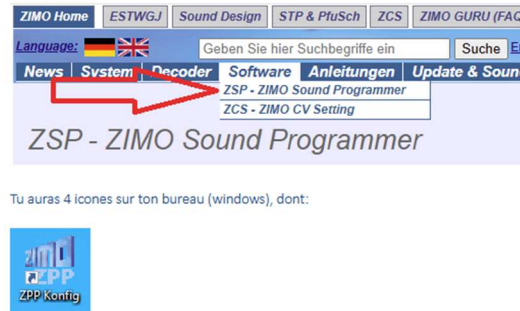 ZIMO Home ESTWGJ Sound Design STP & PfuSch ZCS ZIMO GURU (FAQ
Language: Geben Sie hier Suchbegriffe ein Suche
News System Decoder Software Anleitungen Update & Soun
ZSP - ZIMO Sound Programmer
ZCS - ZIMO CV Setting
ZSP - ZIMO Sound Programmer
Tu auras 4 icones sur ton bureau (windows), dont:
ZIMO
ZPP
ZPP Konfig